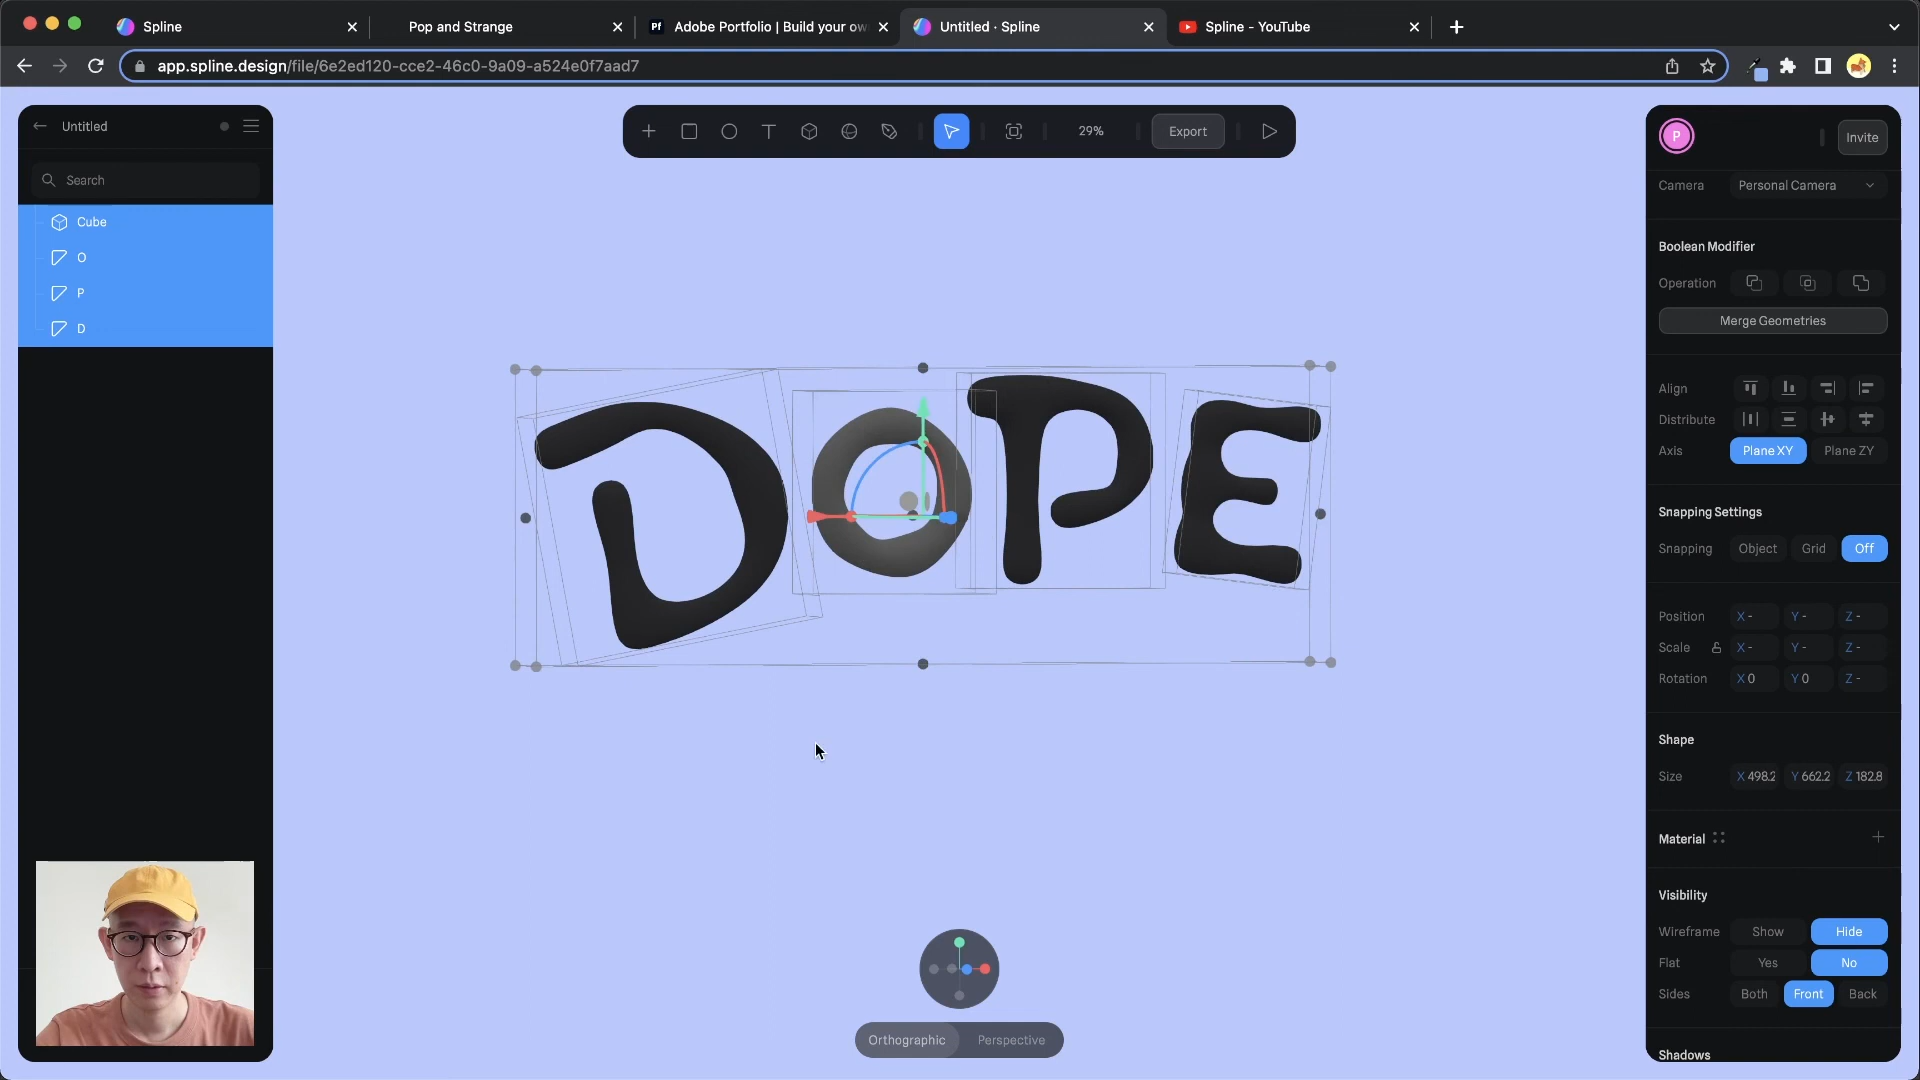 Spline
Pop and Strange
Adobe Portfolio | Build your ow
Untitled · Spline
Spline - YouTube
app.spline.design/file/6e2ed120-cce2-46c0-9a09-a524e0f7aad7
Untitled
Search
Cube
O
P
D
29%
Export
P
Invite
Camera
Personal Camera
Boolean Modifier
Operation
Merge Geometries
Align
Distribute
Axis
Plane XY
Plane ZY
Snapping Settings
Snapping
Object
Grid
Off
Position
X -
Y -
Z -
Scale
X -
Y -
Z -
Rotation
X 0
Y 0
Z -
Shape
Size
X 498.2
Y 662.2
Z 182.8
Material
Visibility
Wireframe
Show
Hide
Flat
Yes
No
Sides
Both
Front
Back
Shadows
DOPE
Orthographic
Perspective